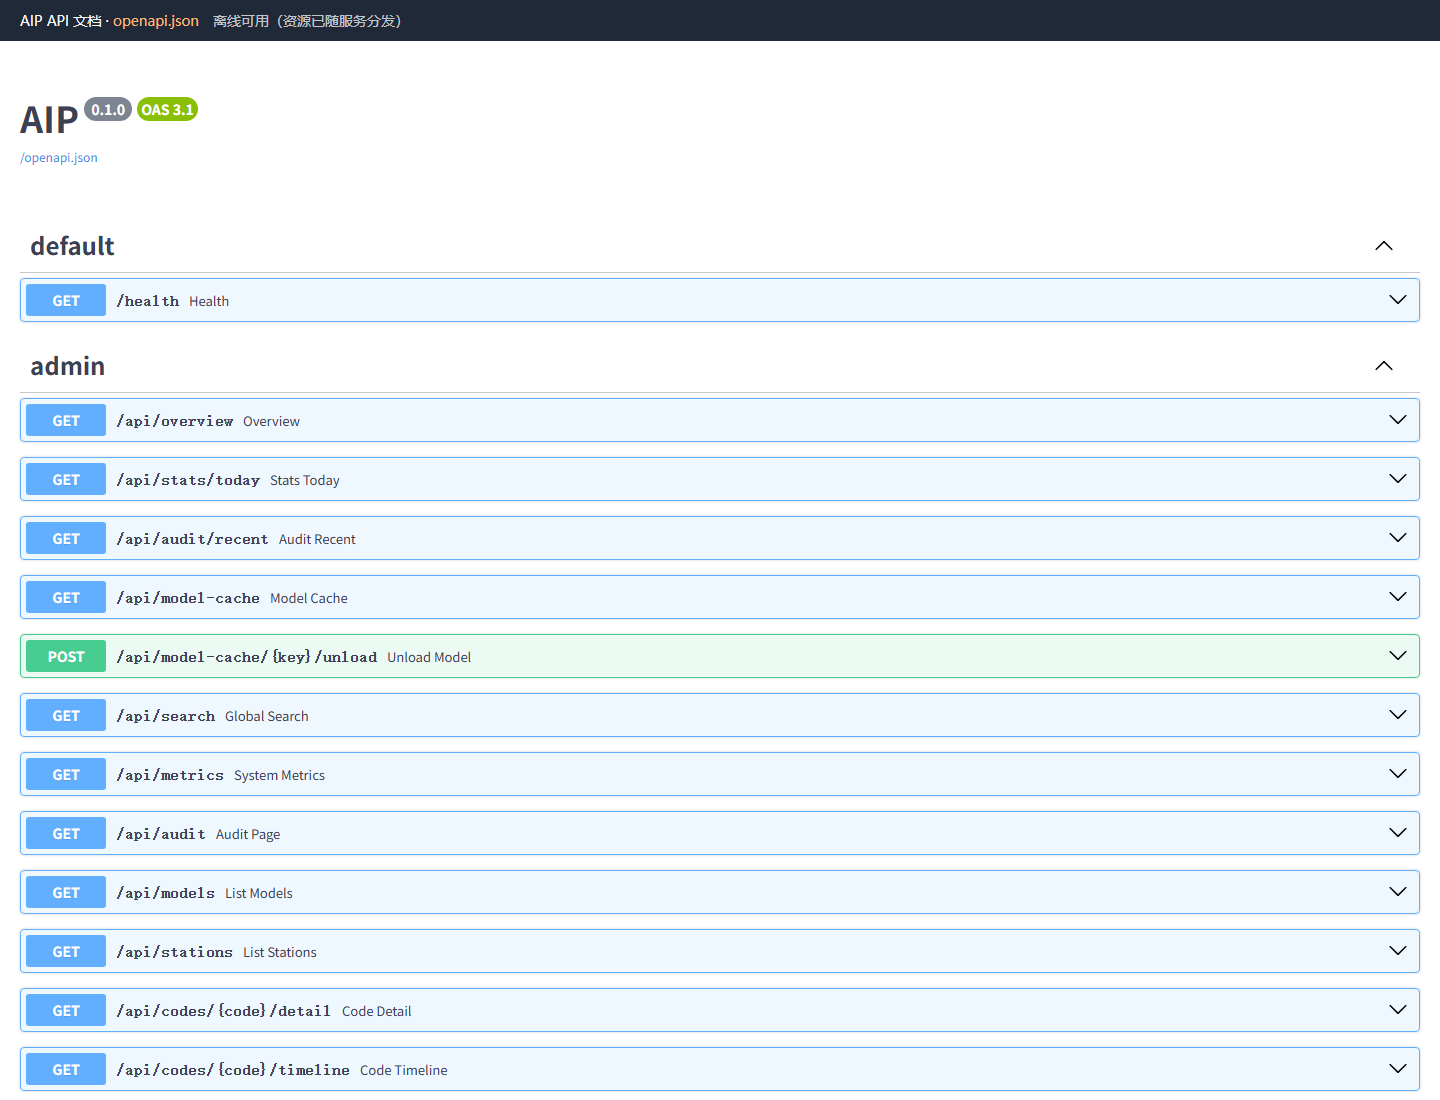 AIP API 文档 · openapi.json 离线可用（资源已随服务分发）
AIP 0.1.0 OAS 3.1
/openapi.json
default
GET /health Health
admin
GET /api/overview Overview
GET /api/stats/today Stats Today
GET /api/audit/recent Audit Recent
GET /api/model-cache Model Cache
POST /api/model-cache/{key}/unload Unload Model
GET /api/search Global Search
GET /api/metrics System Metrics
GET /api/audit Audit Page
GET /api/models List Models
GET /api/stations List Stations
GET /api/codes/{code}/detail Code Detail
GET /api/codes/{code}/timeline Code Timeline